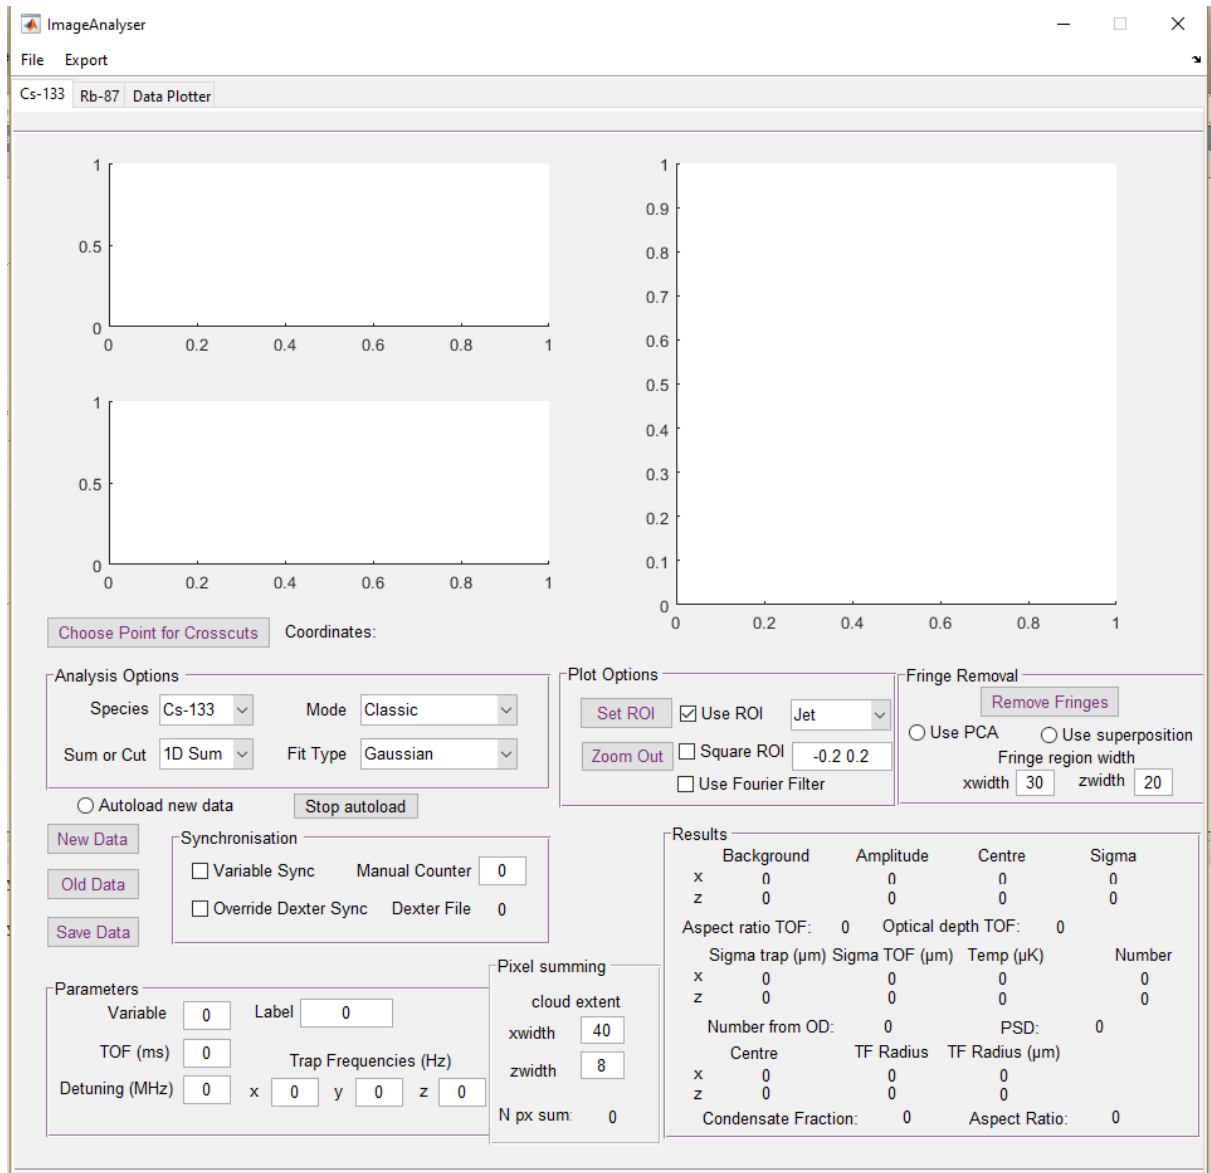 ImageAnalyser
File Export
Cs-133 Rb-87 Data Plotter
1
0.5
0
0 0.2 0.4 0.6 0.8 1
1
0.5
0
0 0.2 0.4 0.6 0.8 1
1
0.9
0.8
0.7
0.6
0.5
0.4
0.3
0.2
0.1
0
0 0.2 0.4 0.6 0.8 1
Choose Point for Crosscuts Coordinates:
Analysis Options
Species Cs-133 Mode Classic
Sum or Cut 1D Sum Fit Type Gaussian
Plot Options
Set ROI Use ROI Jet
Zoom Out Square ROI -0.2 0.2
Use Fourier Filter
Fringe Removal
Remove Fringes
Use PCA Use superposition
Fringe region width
xwidth 30 zwidth 20
Autoload new data Stop autoload
New Data
Old Data
Save Data
Synchronisation
Variable Sync Manual Counter 0
Override Dexter Sync Dexter File 0
Parameters
Variable 0 Label 0
TOF (ms) 0
Trap Frequencies (Hz)
Detuning (MHz) 0 x 0 y 0 z 0
Pixel summing
cloud extent
xwidth 40
zwidth 8
N px sum: 0
Results
Background Amplitude Centre Sigma
x 0 0 0 0
z 0 0 0 0
Aspect ratio TOF: 0 Optical depth TOF: 0
Sigma trap (μm) Sigma TOF (μm) Temp (μK) Number
x 0 0 0 0
z 0 0 0 0
Number from OD: 0 PSD: 0
Centre TF Radius TF Radius (μm)
x 0 0 0
z 0 0 0
Condensate Fraction: 0 Aspect Ratio: 0